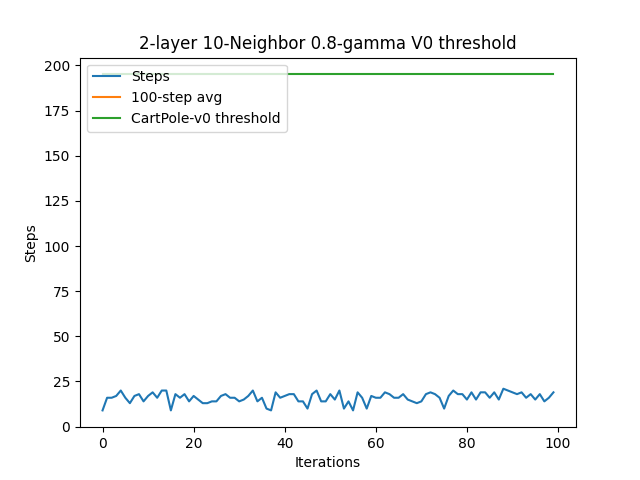 2-layer 10-Neighbor 0.8-gamma V0 threshold
200
175
150
125
100
75
50
25
0
Steps
Steps
100-step avg
CartPole-v0 threshold
0 20 40 60 80 100
Iterations